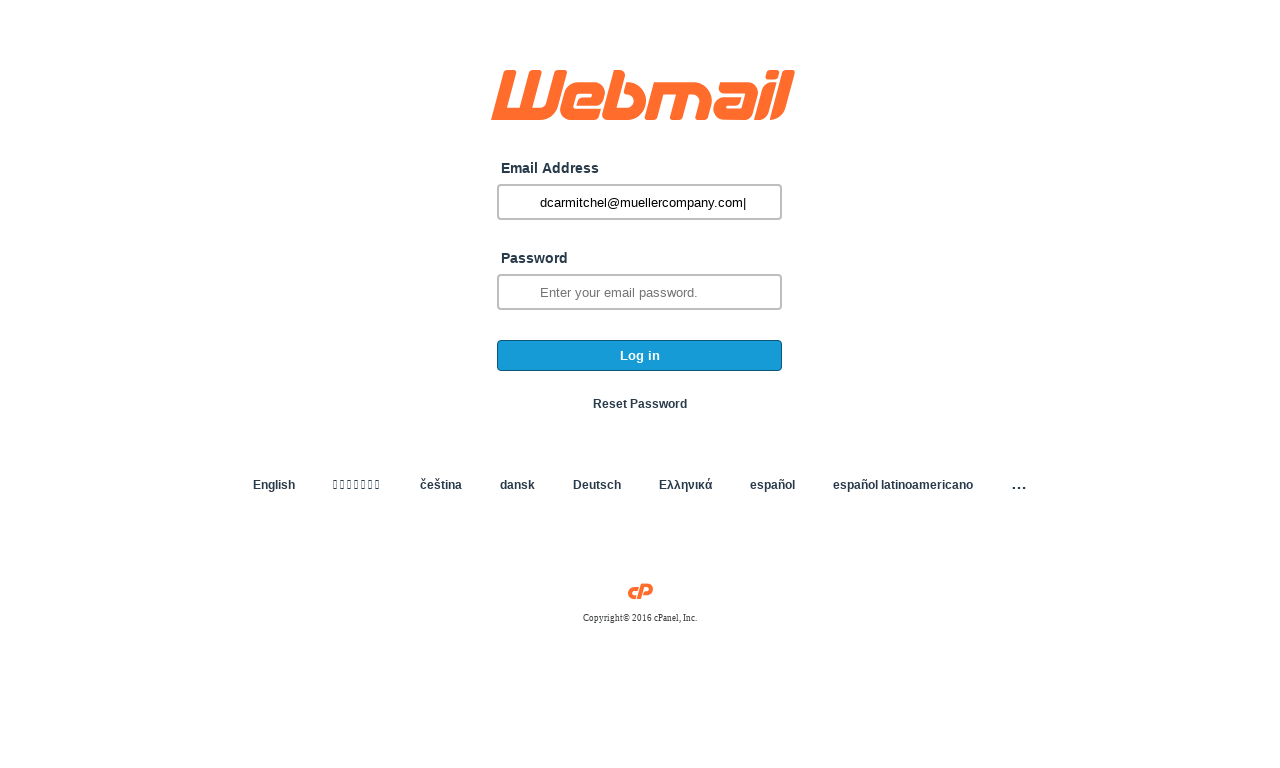 Webmail
Email Address
dcarmitchel@muellercompany.com|
Password
Enter your email password.
Log in
Reset Password
English čeština dansk Deutsch Ελληνικά español español latinoamericano …
cP
Copyright© 2016 cPanel, Inc.